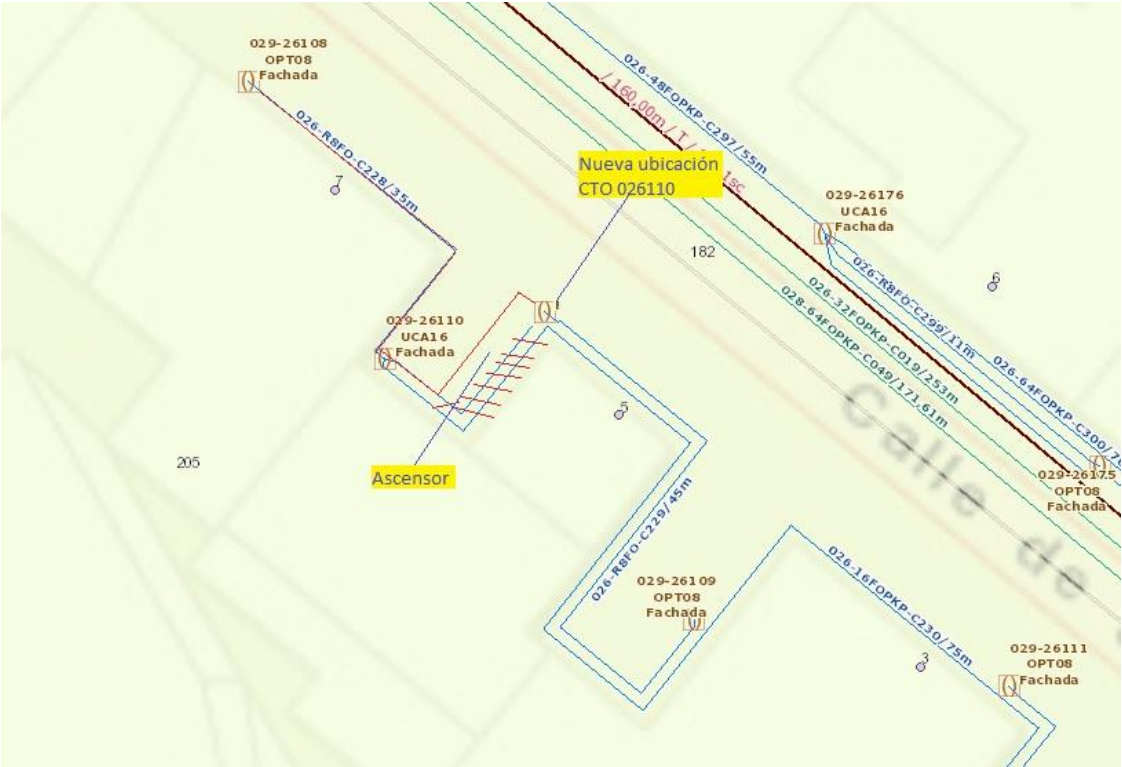 029-26108
OPT08
Fachada
026-R8FO-C228/35m
7
026-48FOPKP-C297/55m
/ 160,00m / T /
1sc
Nueva ubicación
CTO 026110
029-26176
UCA16
Fachada
182
6
026-R8FO-C299/11m
026-32FOPKP-C019/253m
028-64FOPKP-C049/171,61m
026-64FOPKP-C300/7
029-26110
UCA16
Fachada
5
205
Ascensor
Calle de
029-26175
OPT08
Fachada
026-R8FO-C229/45m
029-26109
OPT08
Fachada
026-16FOPKP-C230/75m
3
029-26111
OPT08
Fachada